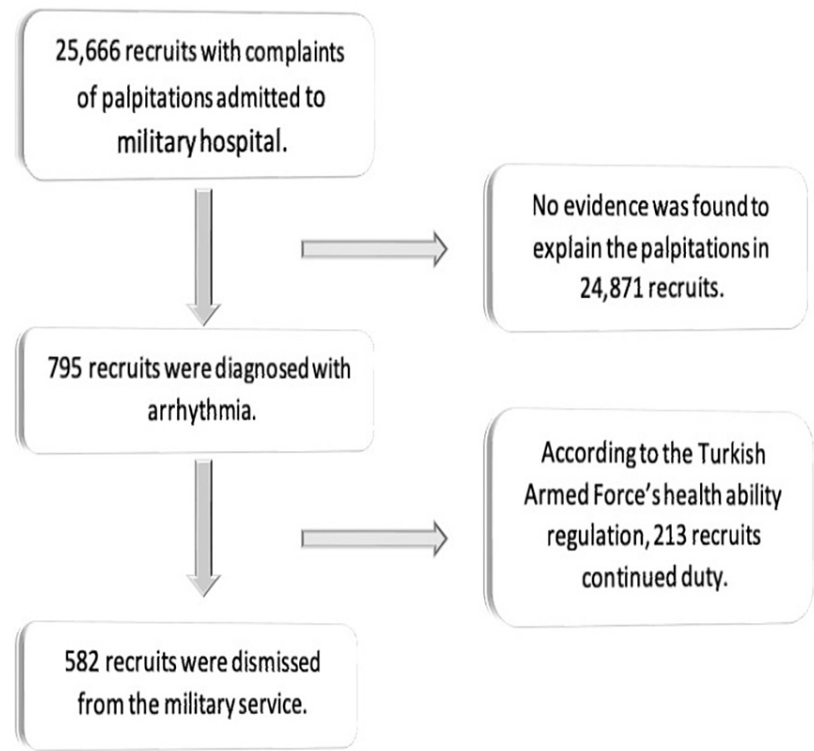 25,666 recruits with complaints
of palpitations admitted to
military hospital.
No evidence was found to
explain the palpitations in
24,871 recruits.
795 recruits were diagnosed with
arrhythmia.
According to the Turkish
Armed Force's health ability
regulation, 213 recruits
continued duty.
582 recruits were dismissed
from the military service.